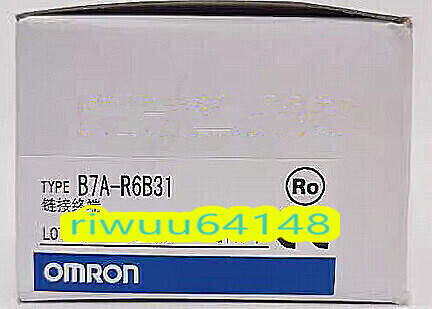 TYPE B7A-R6B31
链接终端
Ro
riwuu64148
LOT
OMRON